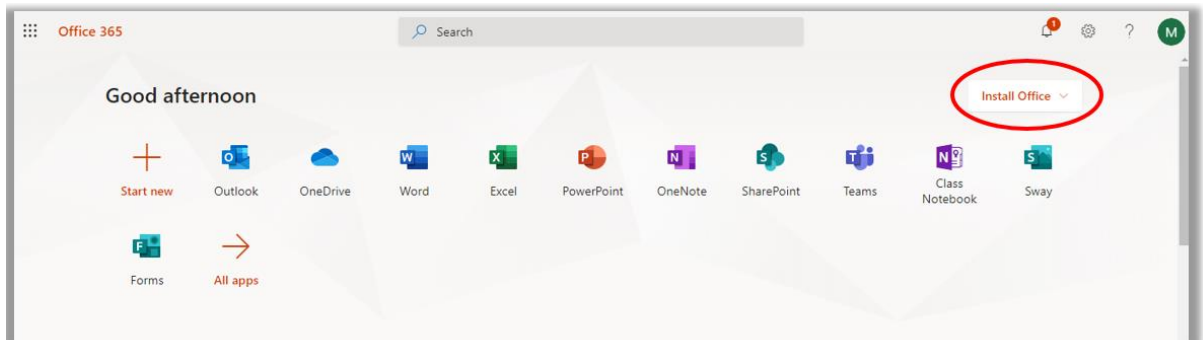 Office 365
Search
1
?
M
Good afternoon
Install Office
Start new
Outlook
OneDrive
Word
Excel
PowerPoint
OneNote
SharePoint
Teams
Class
Notebook
Sway
Forms
All apps